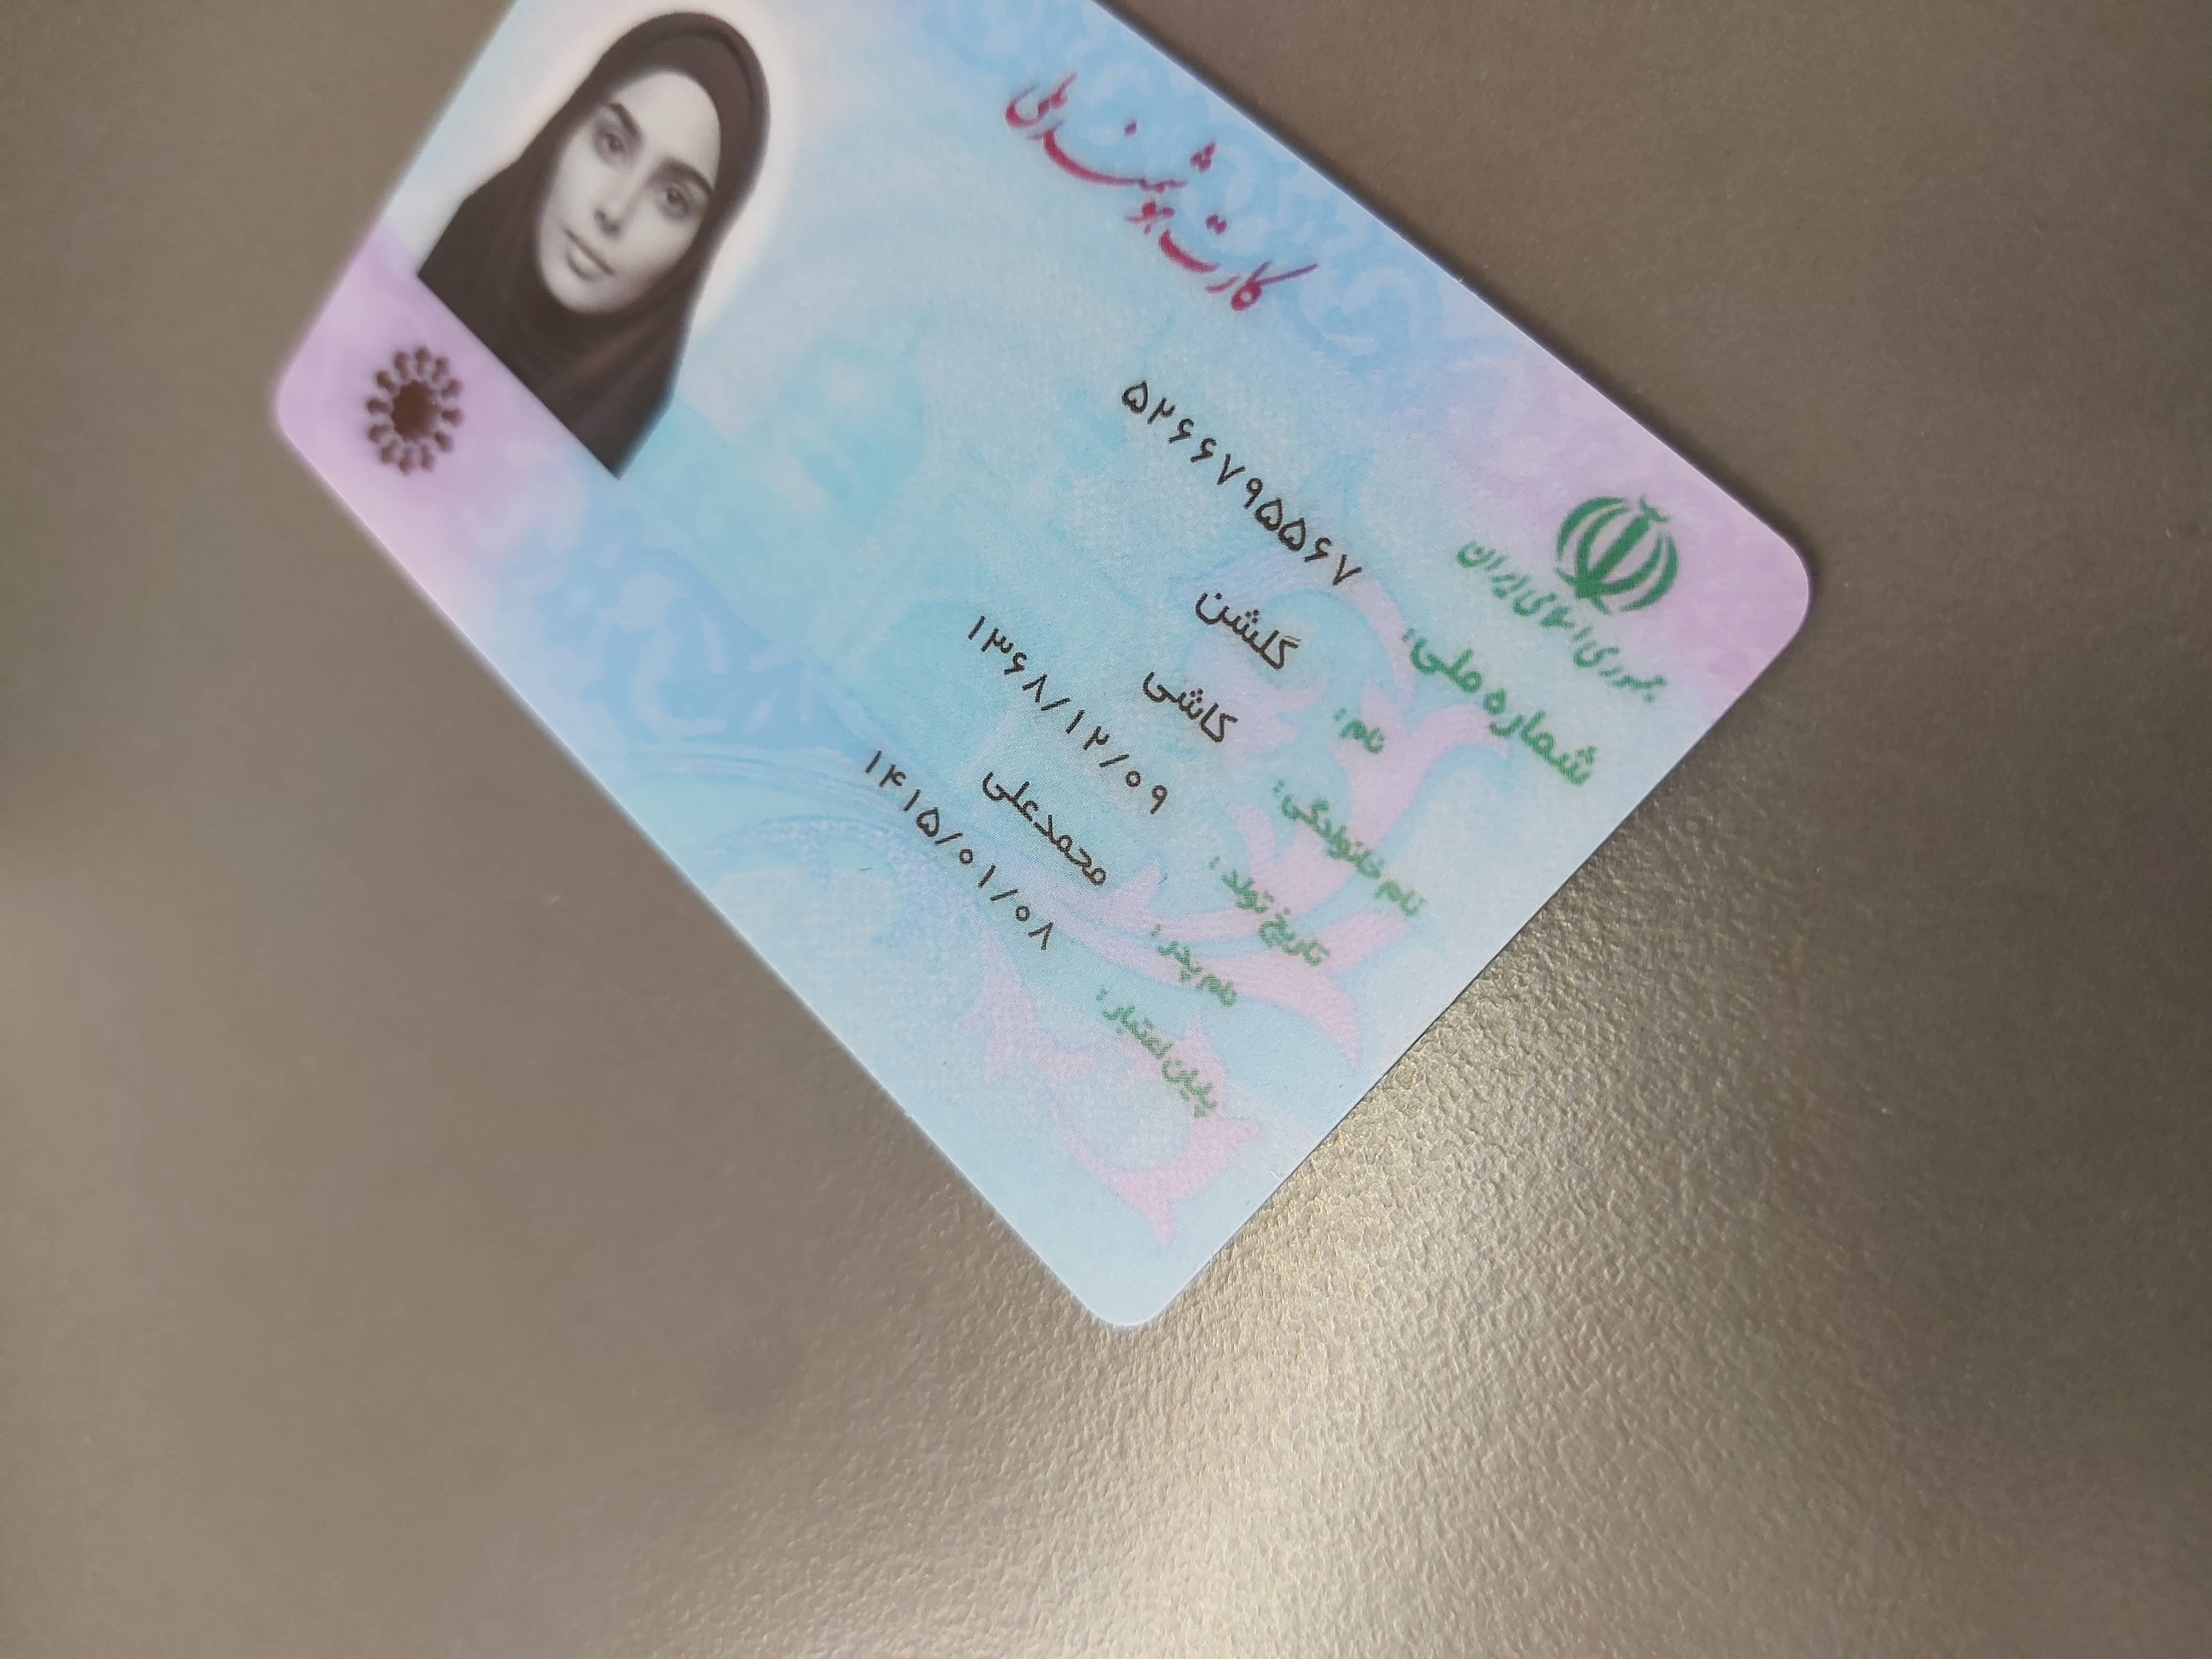 جمهوری اسلامی ایران
کارت هوشمند ملی
شماره ملی: ۵۲۶۶۷۹۵۵۶۷
نام: گلشن
نام خانوادگی: کاشی
تاریخ تولد: ۱۳۶۸/۱۲/۰۹
نام پدر: محمدعلی
پایان اعتبار: ۱۴۱۵/۰۱/۰۸